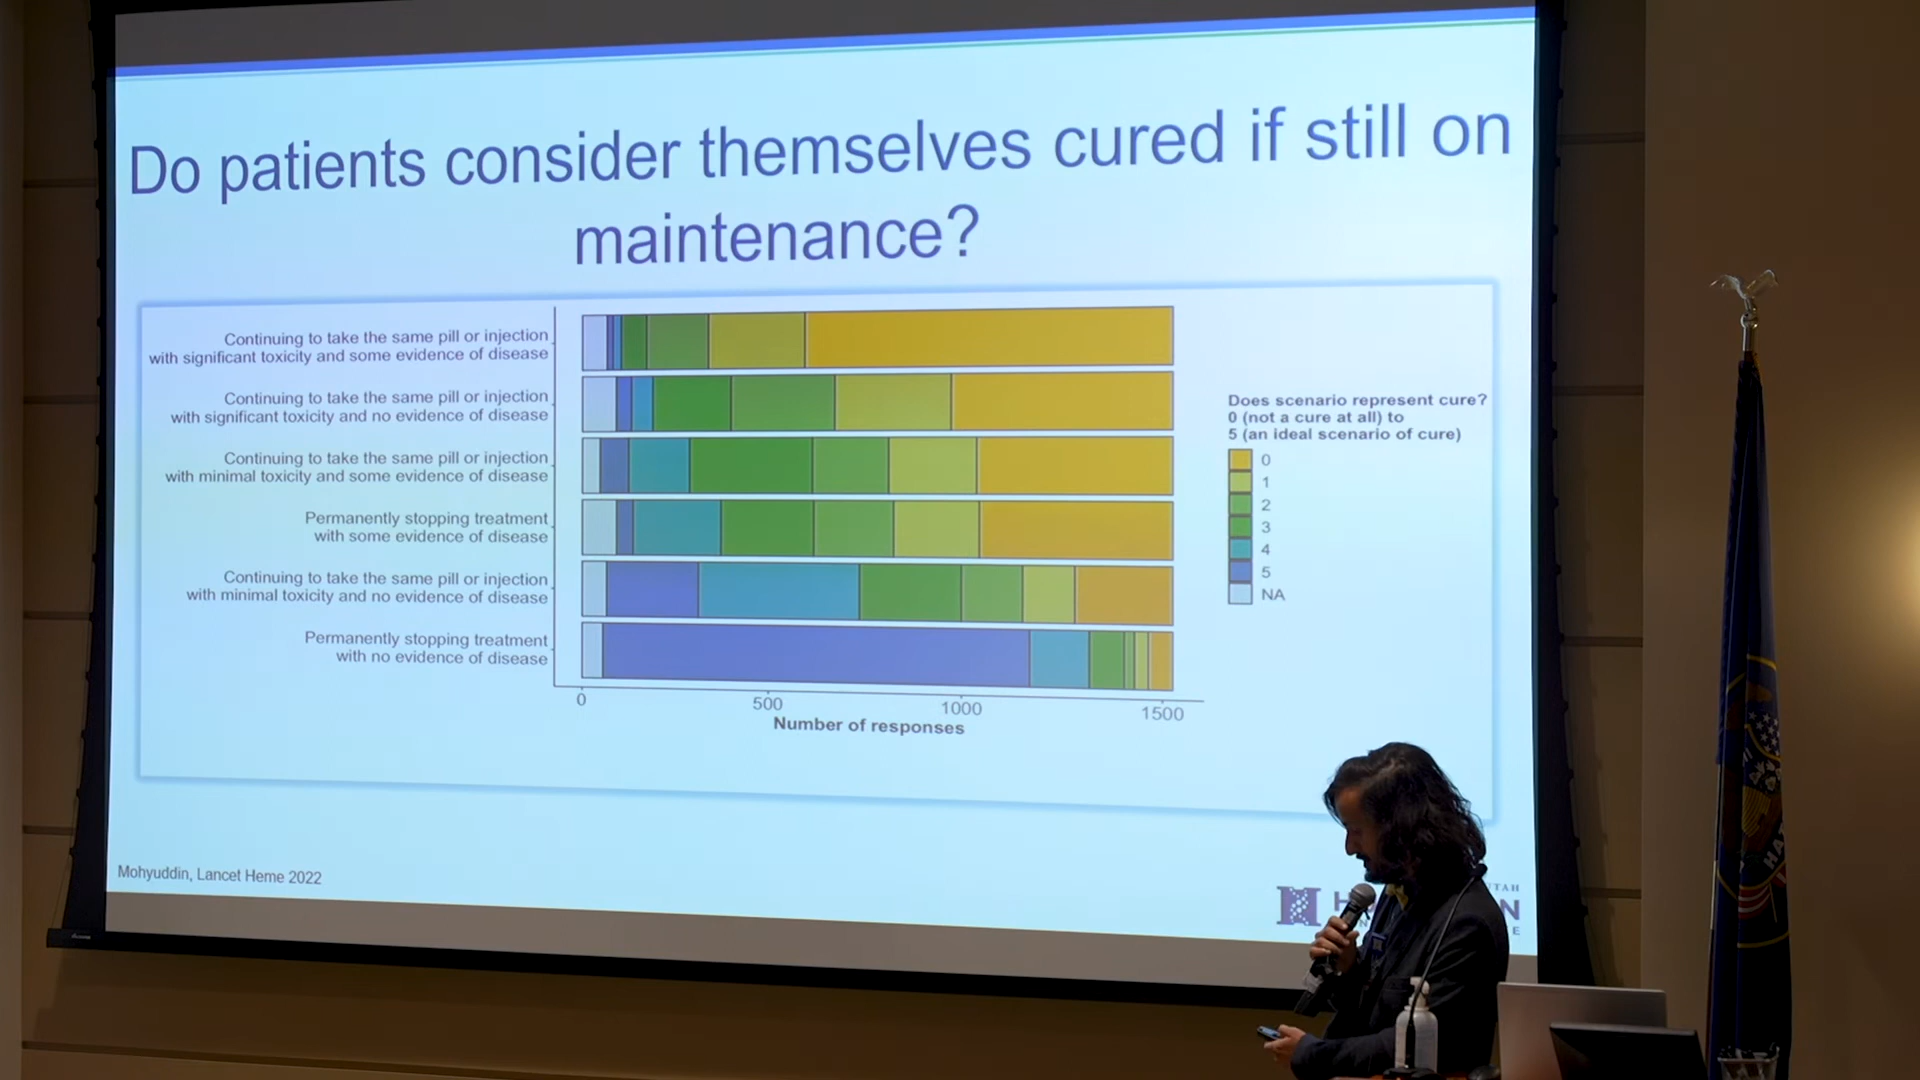 Do patients consider themselves cured if still on
maintenance?
Continuing to take the same pill or injection
with significant toxicity and some evidence of disease
Continuing to take the same pill or injection
with significant toxicity and no evidence of disease
Continuing to take the same pill or injection
with minimal toxicity and some evidence of disease
Permanently stopping treatment
with some evidence of disease
Continuing to take the same pill or injection
with minimal toxicity and no evidence of disease
Permanently stopping treatment
with no evidence of disease
0
500
1000
1500
Number of responses
Does scenario represent cure?
0 (not a cure at all) to
5 (an ideal scenario of cure)
0
1
2
3
4
5
NA
Mohyuddin, Lancet Heme 2022